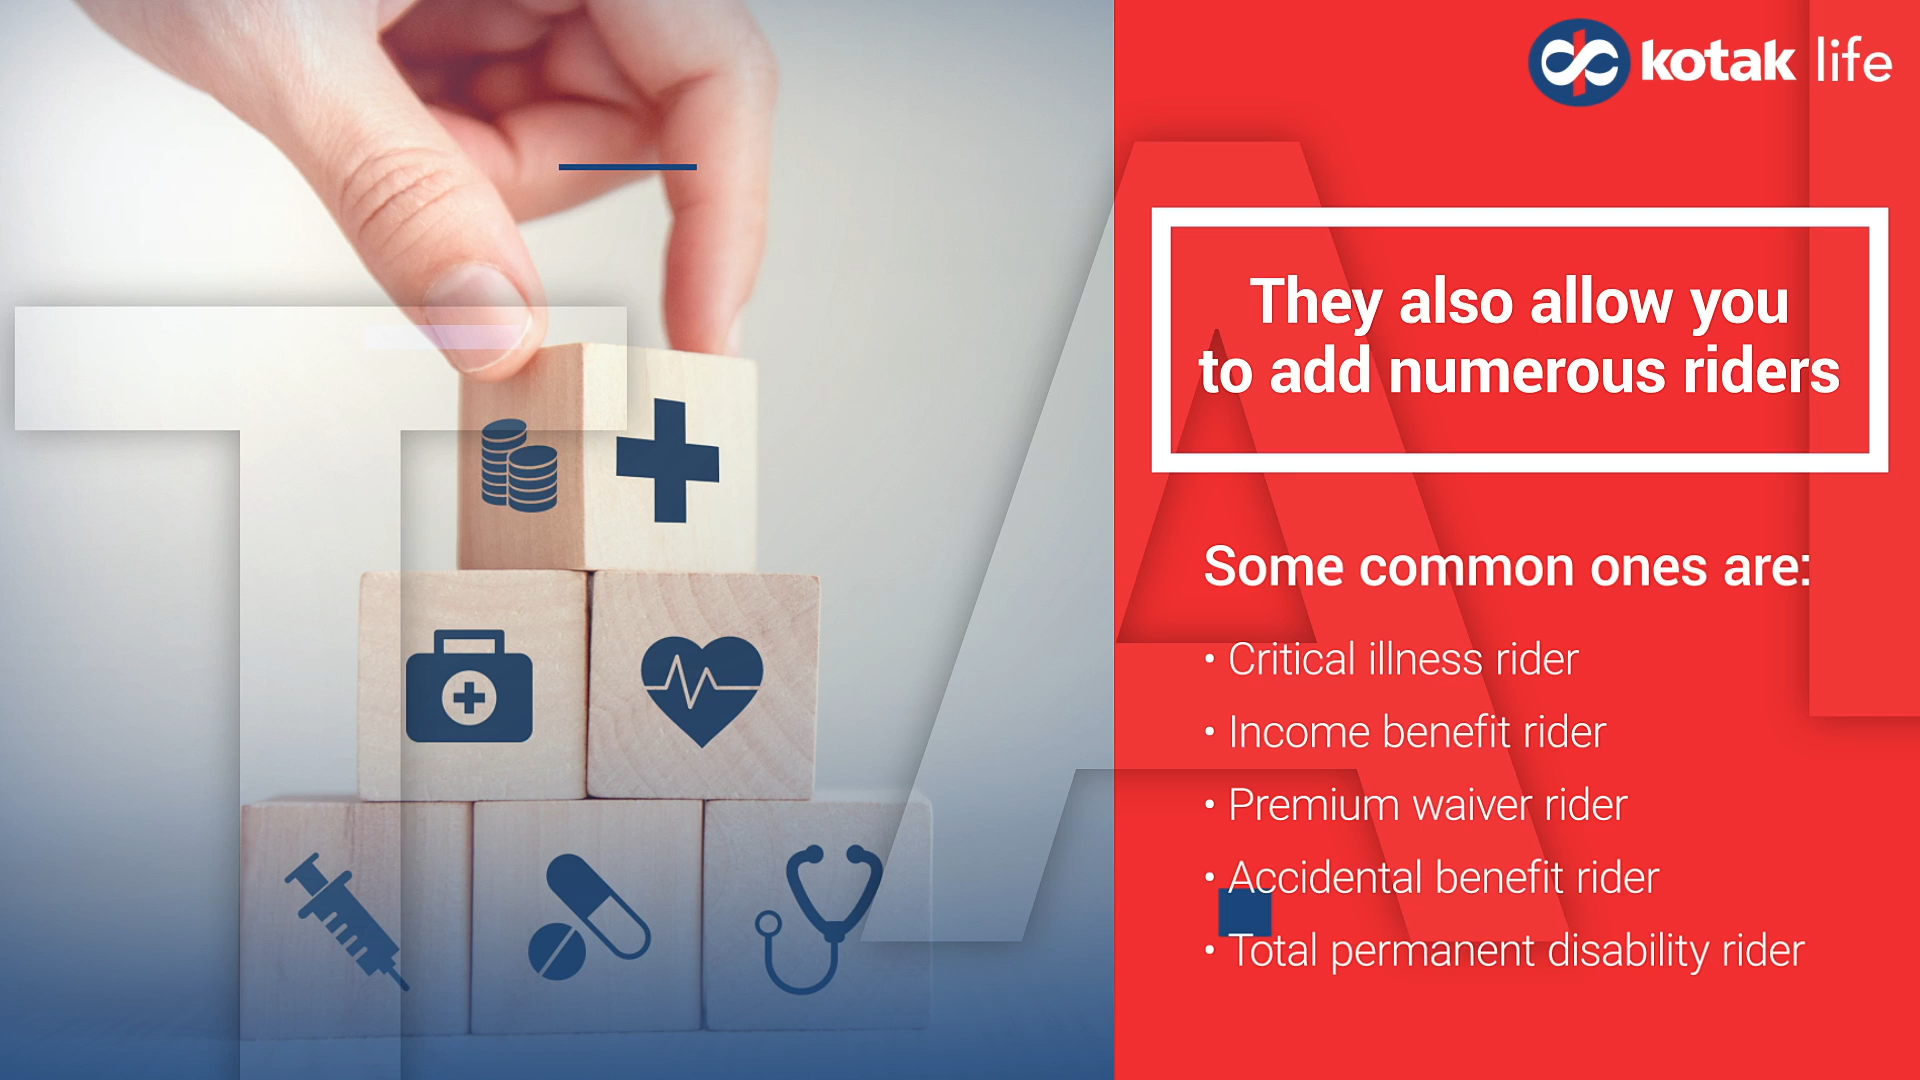 kotak life
They also allow you
to add numerous riders
Some common ones are:
• Critical illness rider
• Income benefit rider
• Premium waiver rider
• Accidental benefit rider
• Total permanent disability rider
T A